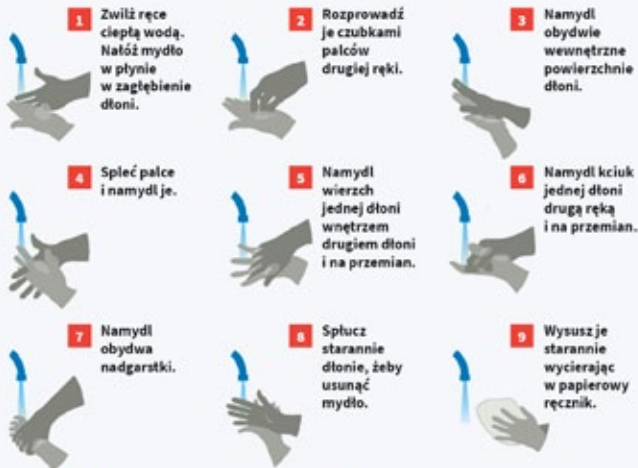 1
Zwilż ręce
ciepłą wodą.
Nałóż mydło
w płynie
w zagłębienie
dłoni.
2
Rozprowadź
je czubkami
palców
drugiej ręki.
3
Namydl
obydwie
wewnętrzne
powierzchnie
dłoni.
4
Spleć palce
i namydl je.
5
Namydl
wierzch
jednej dłoni
wnętrzem
drugiem dłoni
i na przemian.
6
Namydl kciuk
jednej dłoni
drugą ręką
i na przemian.
7
Namydl
obydwa
nadgarstki.
8
Spłucz
starannie
dłonie, żeby
usunąć
mydło.
9
Wysusz je
starannie
wycierając
w papierowy
ręcznik.